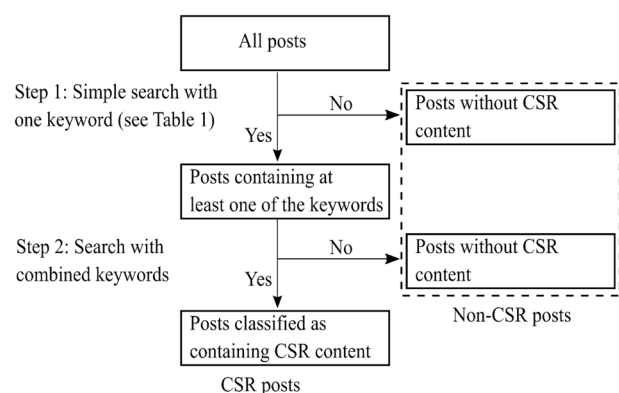 All posts
Step 1: Simple search with
one keyword (see Table 1)
No
Yes
Posts without CSR
content
Posts containing at
least one of the keywords
Step 2: Search with
combined keywords
No
Yes
Posts without CSR
content
Non-CSR posts
Posts classified as
containing CSR content
CSR posts